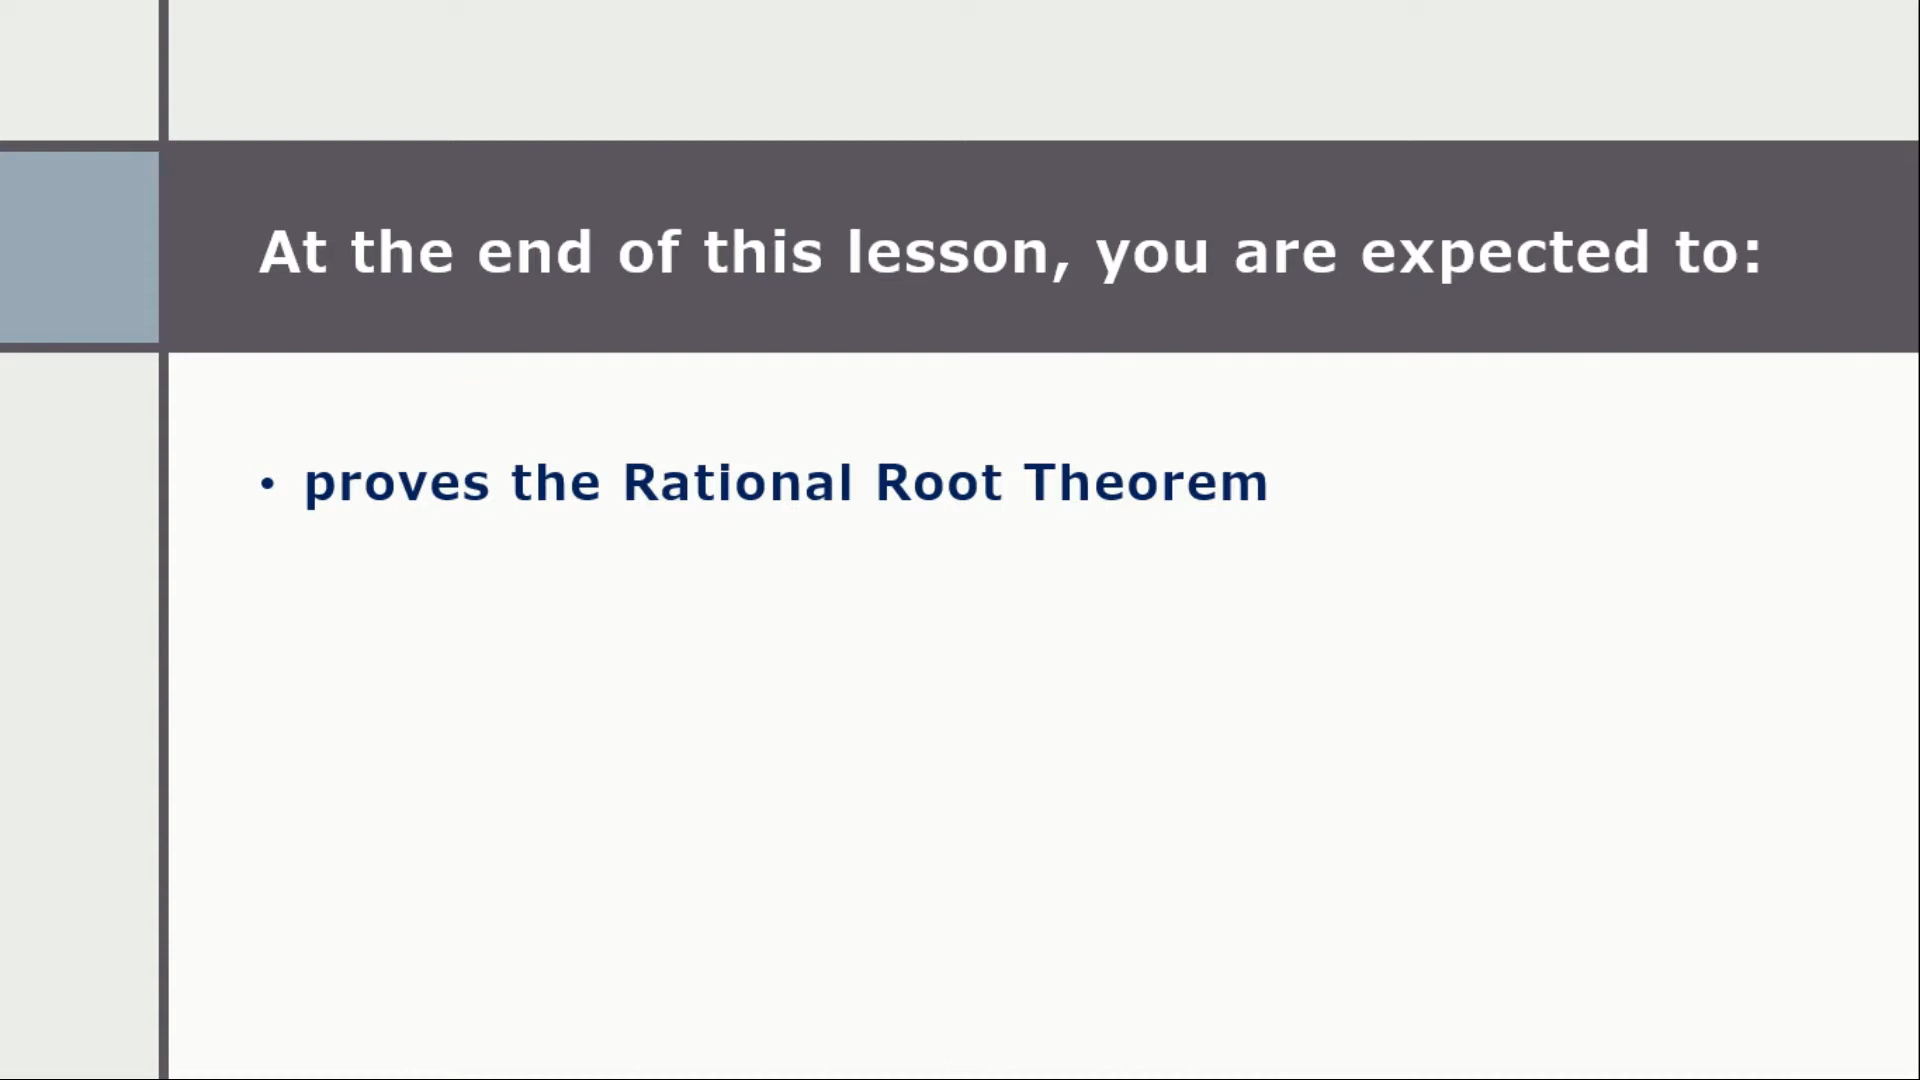 At the end of this lesson, you are expected to:
• proves the Rational Root Theorem